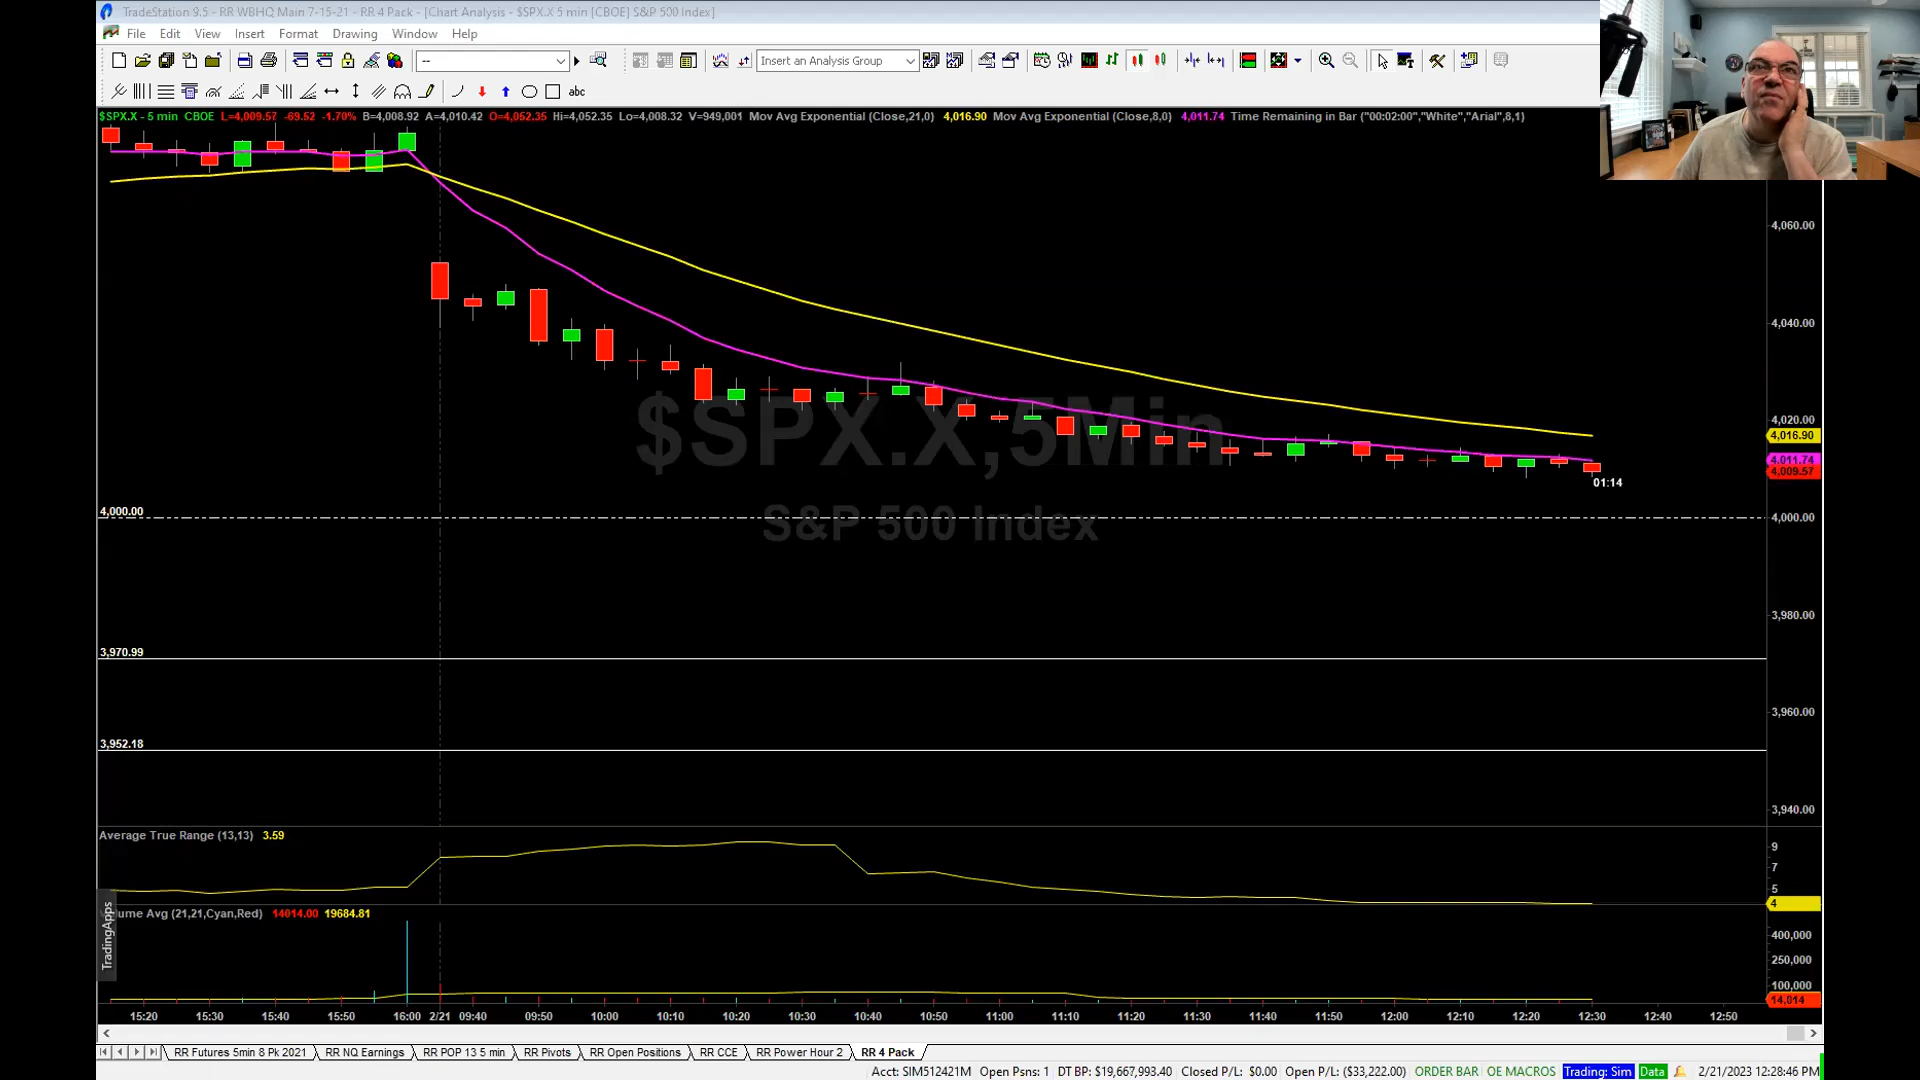 TradeStation 9.5 - RR WBHQ Main 7-15-21 - RR 4 Pack - [Chart Analysis - $SPX.X 5 min [CBOE] S&P 500 Index]
File Edit View Insert Format Drawing Window Help
-- Insert an Analysis Group
abc
$SPX.X - 5 min CBOE L=4,009.57 -69.52 -1.70% B=4,008.92 A=4,010.42 O=4,052.35 Hi=4,052.35 Lo=4,008.32 V=949,001 Mov Avg Exponential (Close,21,0) 4,016.90 Mov Avg Exponential (Close,8,0) 4,011.74 Time Remaining in Bar ("00:02:00","White","Arial",8,1)
4,060.00
4,040.00
4,020.00
4,016.90
4,011.74
4,009.57
01:14
$SPX.X,5Min
S&P 500 Index
4,000.00
4,000.00
3,980.00
3,970.99
3,960.00
3,952.18
3,940.00
Average True Range (13,13) 3.59
9
7
5
4
ume Avg (21,21,Cyan,Red) 14014.00 19684.81
TradingApps
400,000
250,000
100,000
14,014
15:20 15:30 15:40 15:50 16:00 2/21 09:40 09:50 10:00 10:10 10:20 10:30 10:40 10:50 11:00 11:10 11:20 11:30 11:40 11:50 12:00 12:10 12:20 12:30 12:40 12:50
RR Futures 5min 8 Pk 2021 RR NQ Earnings RR POP 13 5 min RR Pivots RR Open Positions RR CCE RR Power Hour 2 RR 4 Pack
Acct: SIM512421M Open Psns: 1 DT BP: $19,667,993.40 Closed P/L: $0.00 Open P/L: ($33,222.00) ORDER BAR OE MACROS Trading: Sim Data 2/21/2023 12:28:46 PM